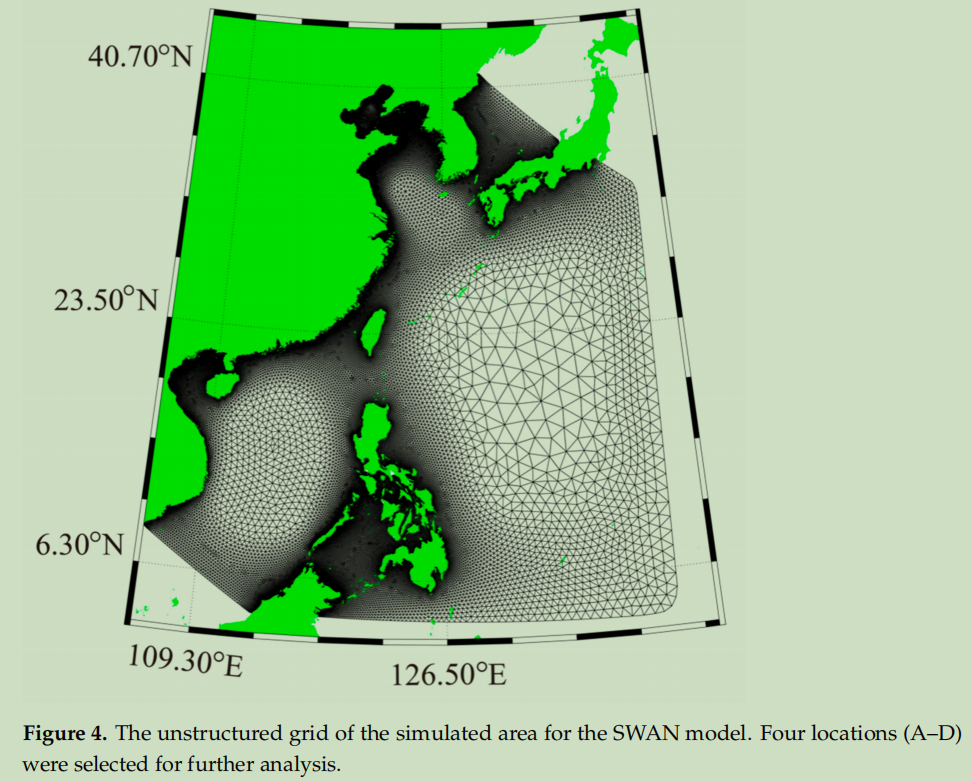 40.70°N
23.50°N
6.30°N
109.30°E
126.50°E
Figure 4. The unstructured grid of the simulated area for the SWAN model. Four locations (A–D)
were selected for further analysis.